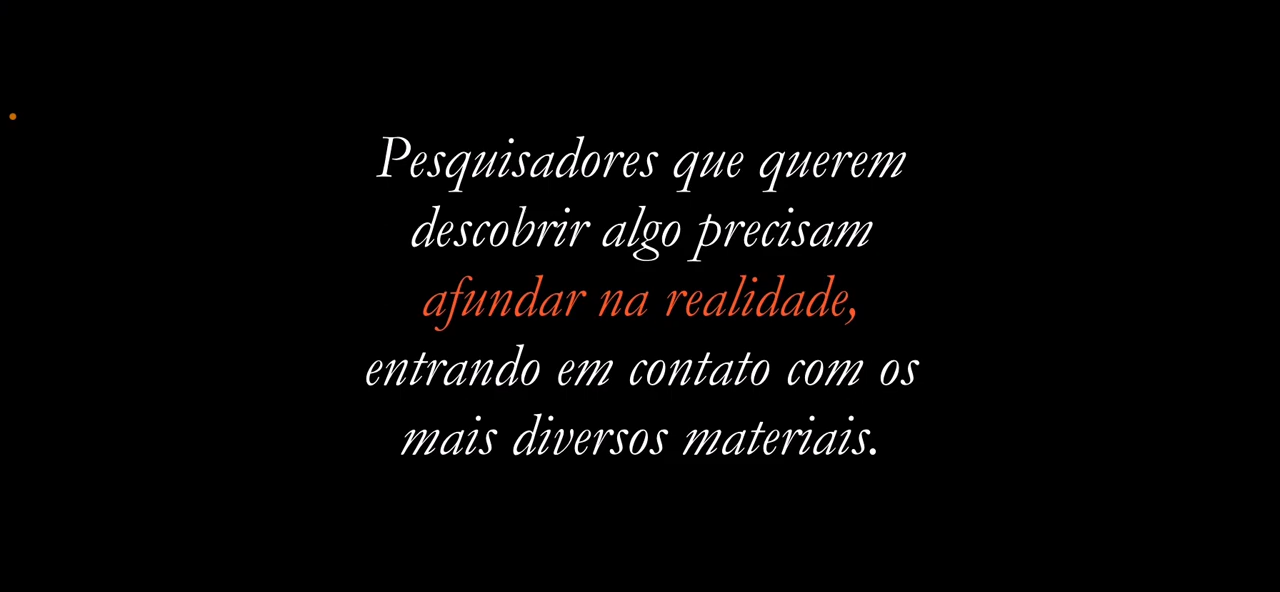 Pesquisadores que querem
descobrir algo precisam
afundar na realidade,
entrando em contato com os
mais diversos materiais.